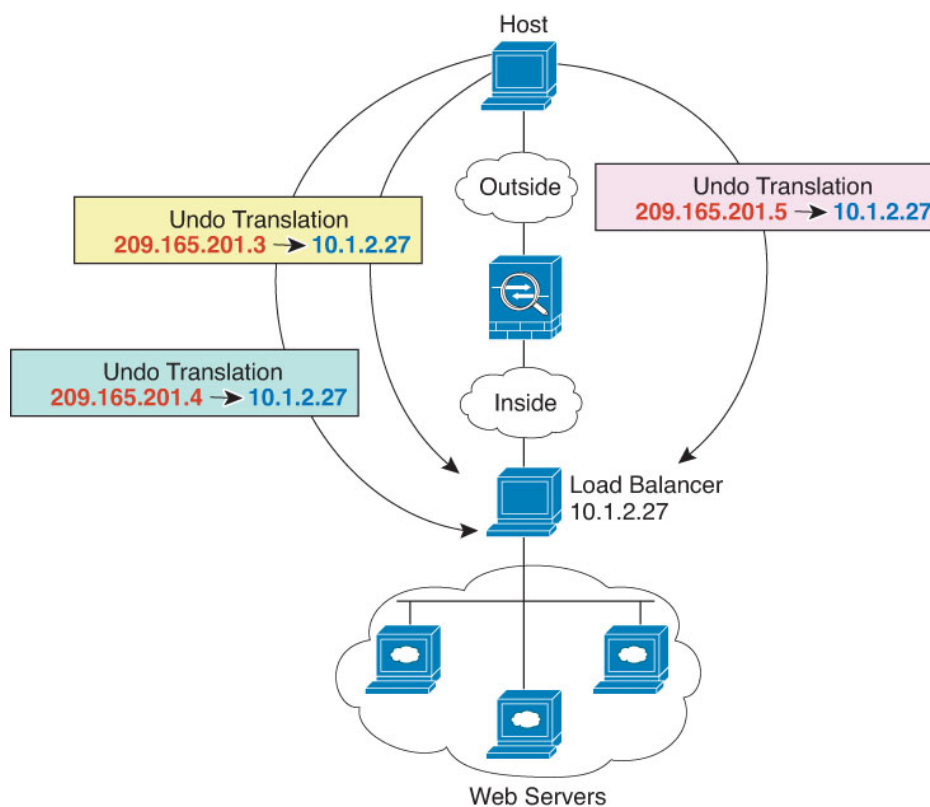 Host
Outside
Undo Translation
209.165.201.5 → 10.1.2.27
Undo Translation
209.165.201.3 → 10.1.2.27
Undo Translation
209.165.201.4 → 10.1.2.27
Inside
Load Balancer
10.1.2.27
Web Servers